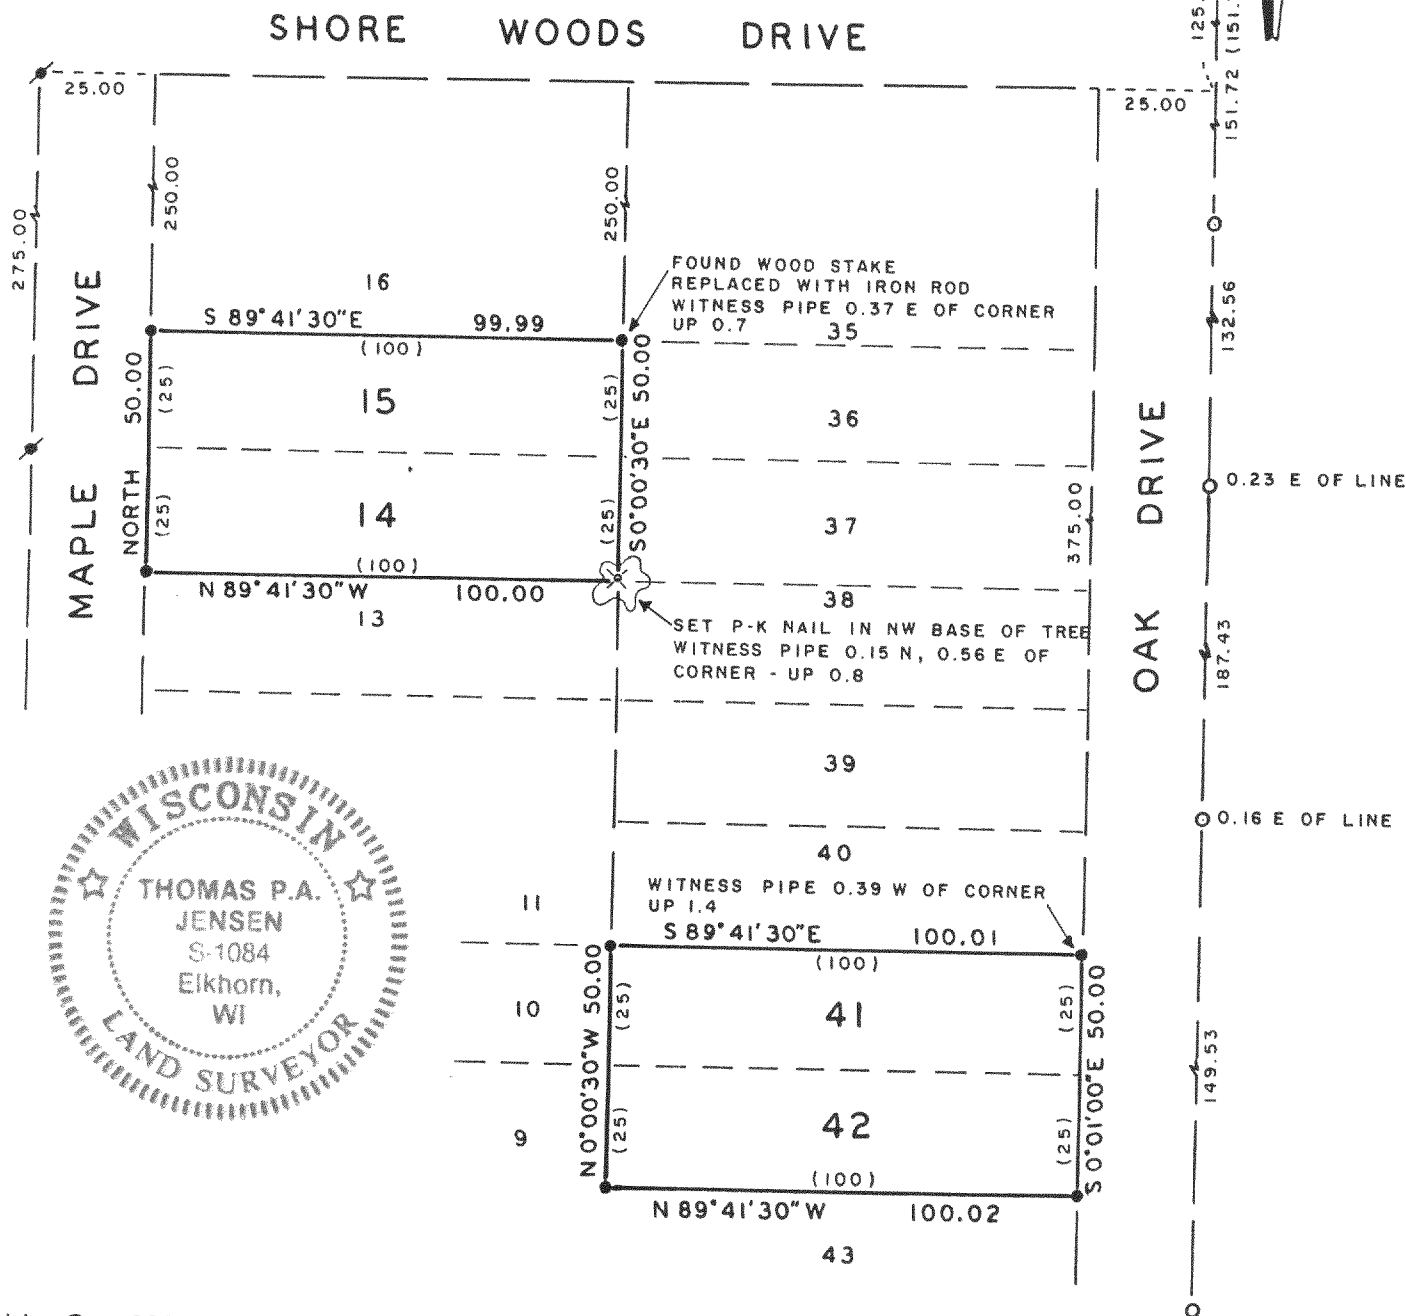 SHORE WOODS DRIVE
25.00
25.00
151.72
275.00
250.00
250.00
MAPLE DRIVE
OAK DRIVE
FOUND WOOD STAKE
REPLACED WITH IRON ROD
WITNESS PIPE 0.37 E OF CORNER
UP 0.7
16
S 89°41'30"E 99.99
(100)
35
132.56
NORTH 50.00
(25)
15
(25)
S 0°00'30"E 50.00
36
0.23 E OF LINE
(25)
14
(25)
37
375.00
(100)
N 89°41'30"W 100.00
38
13
SET P-K NAIL IN NW BASE OF TREE
WITNESS PIPE 0.15 N, 0.56 E OF
CORNER - UP 0.8
187.43
39
0.16 E OF LINE
40
WITNESS PIPE 0.39 W OF CORNER
UP 1.4
11
S 89°41'30"E 100.01
(100)
N 0°00'30"W 50.00
(25)
10
41
(25)
S 0°01'00"E 50.00
149.53
9
(25)
42
(25)
(100)
N 89°41'30"W 100.02
43
WISCONSIN
THOMAS P.A.
JENSEN
S-1084
Elkhorn,
WI
LAND SURVEYOR